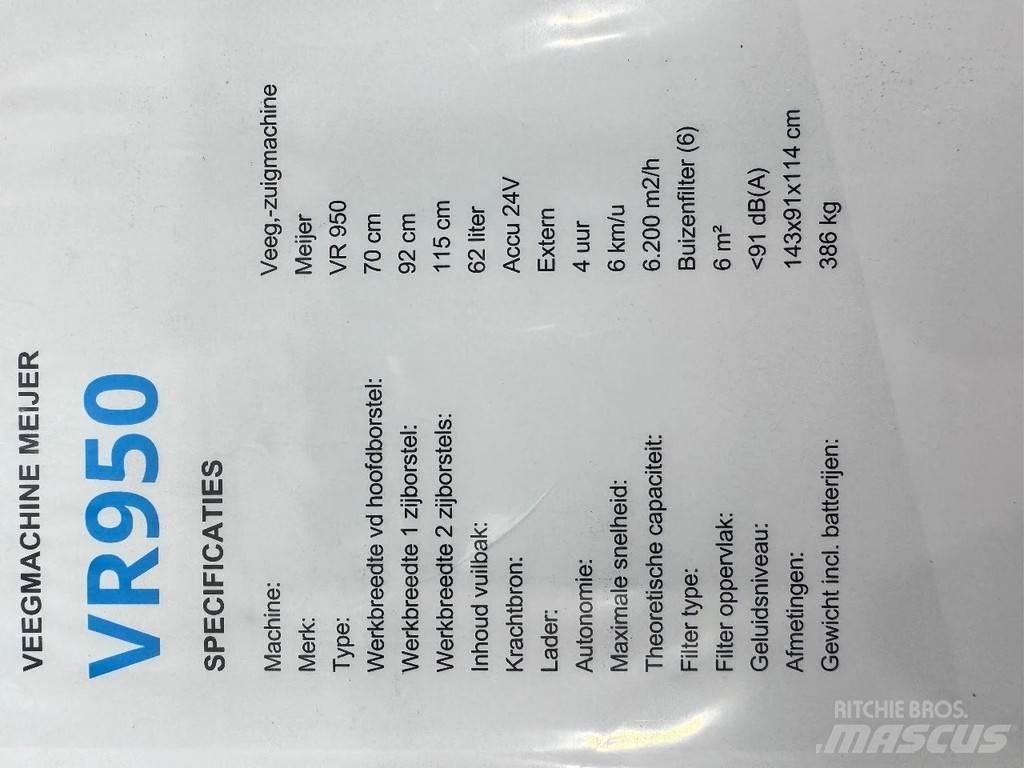 VEEGMACHINE MEIJER
VR950
SPECIFICATIES
Machine: Veeg,-zuigmachine
Merk: Meijer
Type: VR 950
Werkbreedte vd hoofdborstel: 70 cm
Werkbreedte 1 zijborstel: 92 cm
Werkbreedte 2 zijborstels: 115 cm
Inhoud vuilbak: 62 liter
Krachtbron: Accu 24V
Lader: Extern
Autonomie: 4 uur
Maximale snelheid: 6 km/u
Theoretische capaciteit: 6.200 m2/h
Filter type: Buizenfilter (6)
Filter oppervlak: 6 m²
Geluidsniveau: <91 dB(A)
Afmetingen: 143x91x114 cm
Gewicht incl. batterijen: 386 kg
RITCHIE BROS.
MASCUS